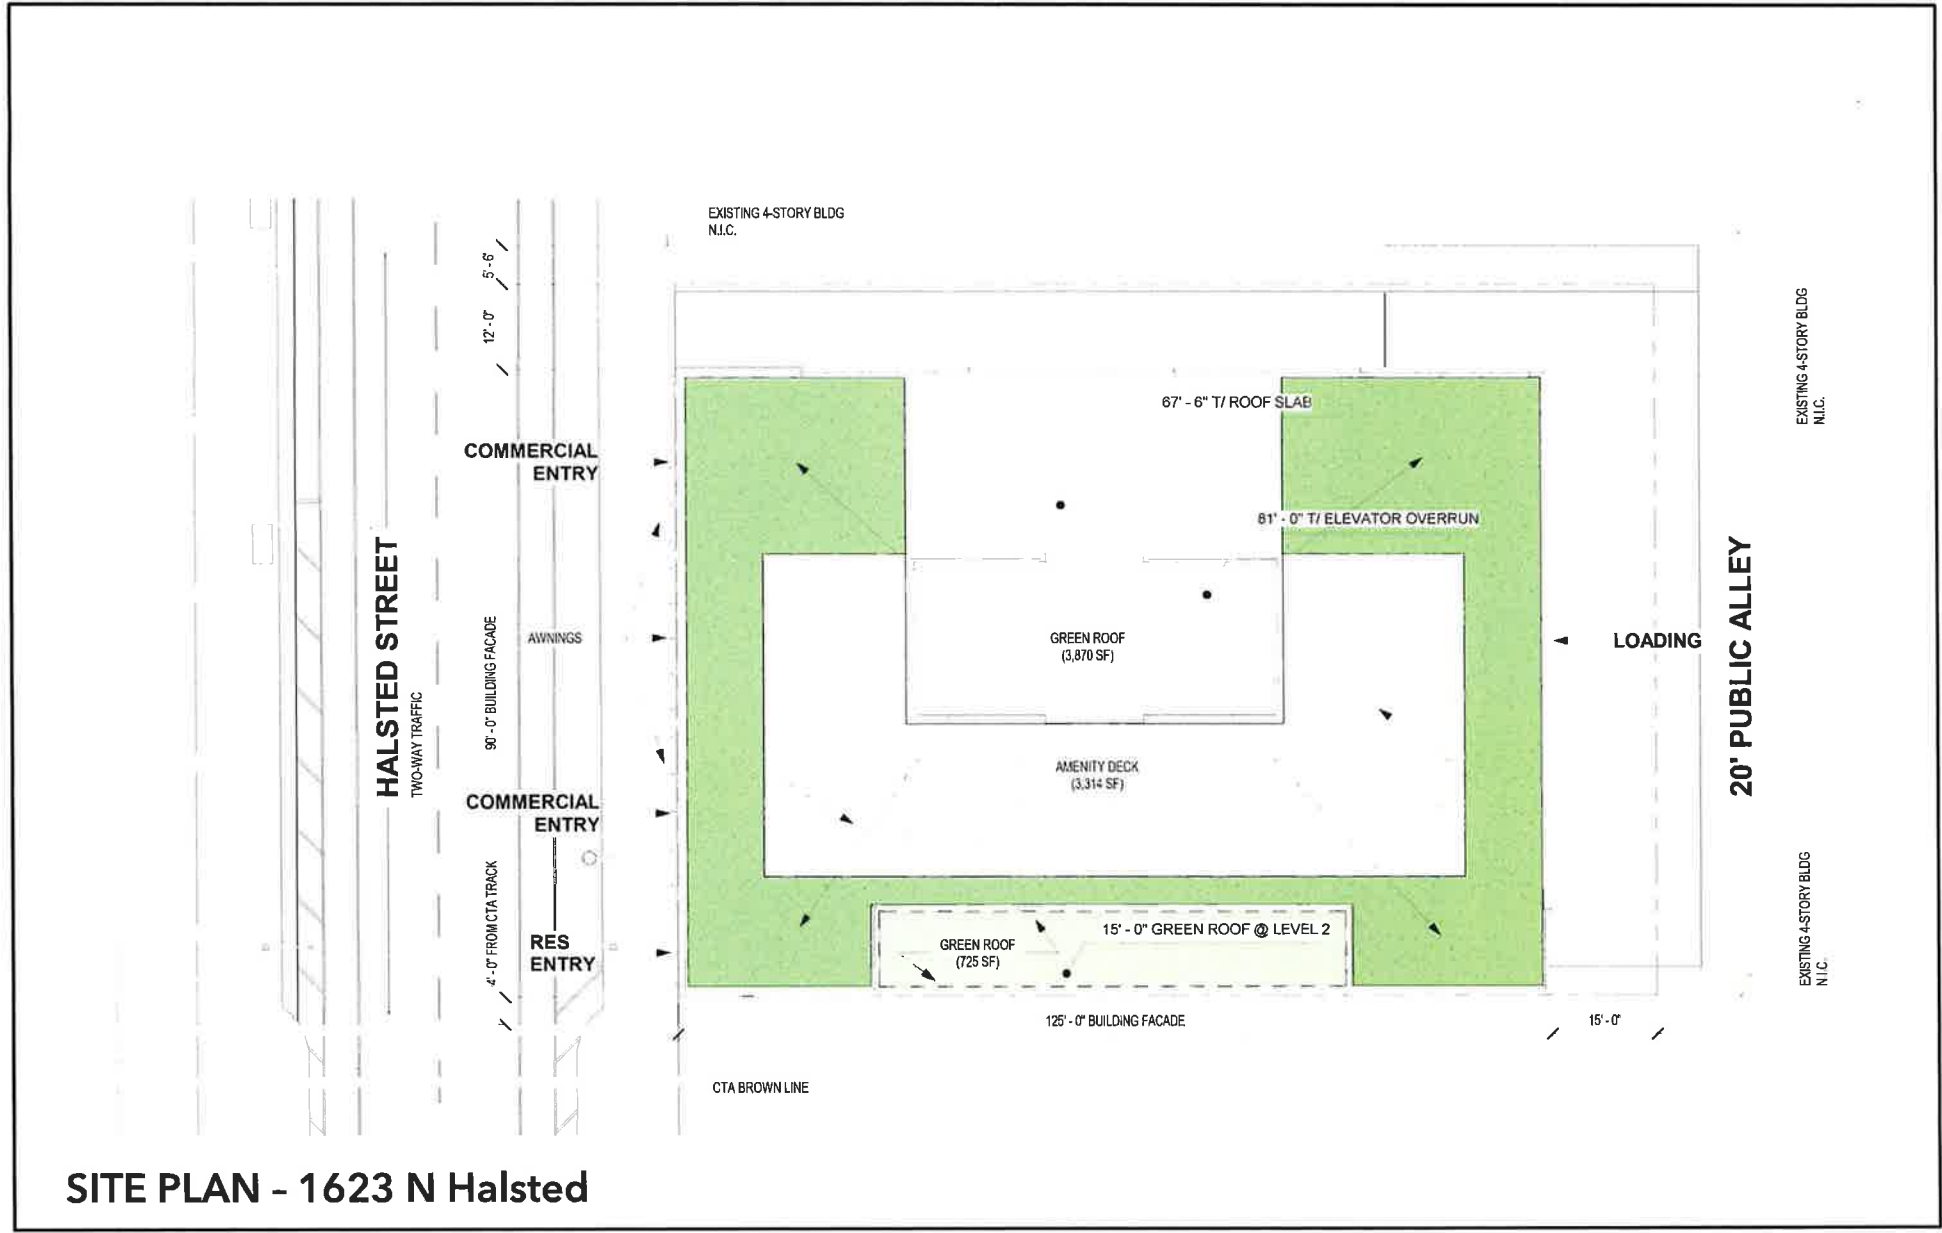 EXISTING 4-STORY BLDG
N.I.C.
5'-6"
12'-0"
EXISTING 4-STORY BLDG
N.I.C.
67' - 6" T/ ROOF SLAB
COMMERCIAL
ENTRY
81' - 0" T/ ELEVATOR OVERRUN
HALSTED STREET
TWO-WAY TRAFFIC
90'-0" BUILDING FACADE
AWNINGS
GREEN ROOF
(3,870 SF)
LOADING
20' PUBLIC ALLEY
AMENITY DECK
(3,314 SF)
COMMERCIAL
ENTRY
4'-0" FROM CTA TRACK
RES
ENTRY
GREEN ROOF
(725 SF)
15' - 0" GREEN ROOF @ LEVEL 2
EXISTING 4-STORY BLDG
N.I.C.
125'-0" BUILDING FACADE
15'-0"
CTA BROWN LINE
SITE PLAN - 1623 N Halsted